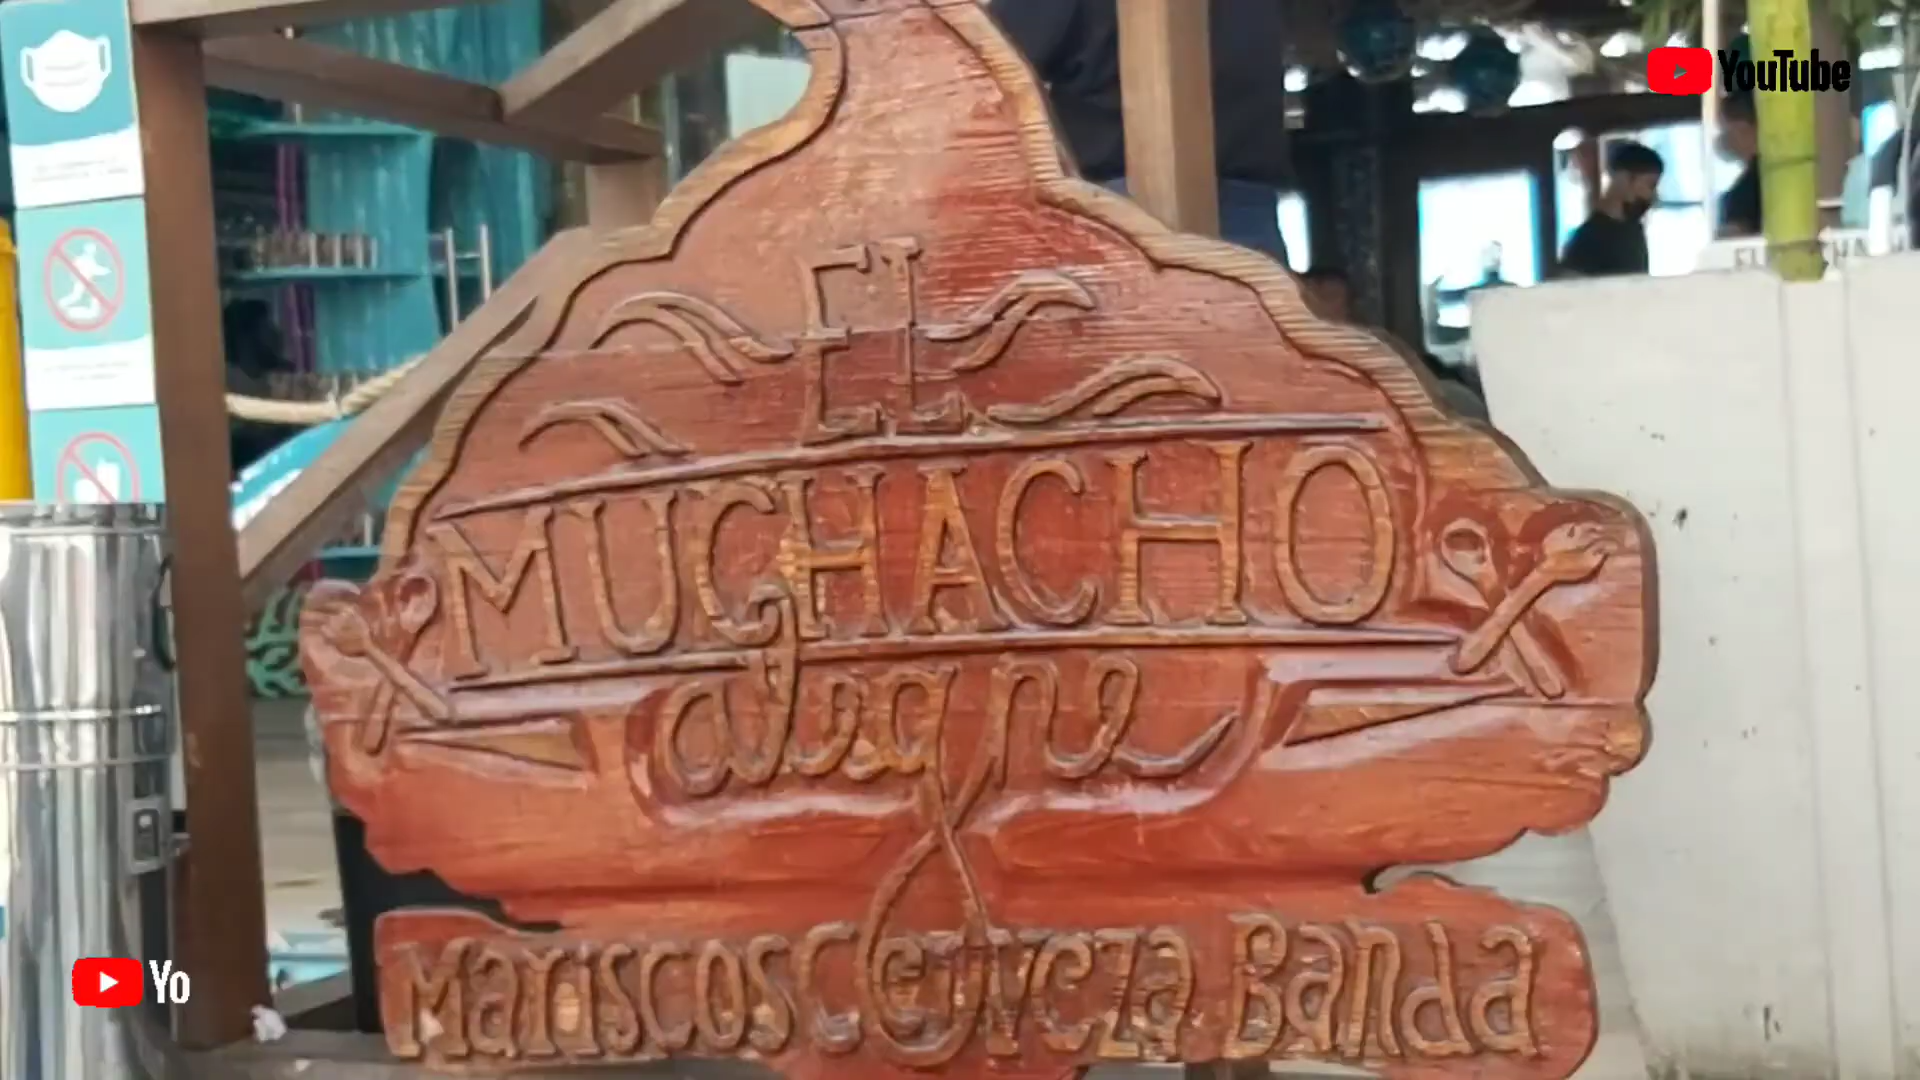 YouTube
EL
MUCHACHO
alegre
Mariscos Cerveza Banda
Yo